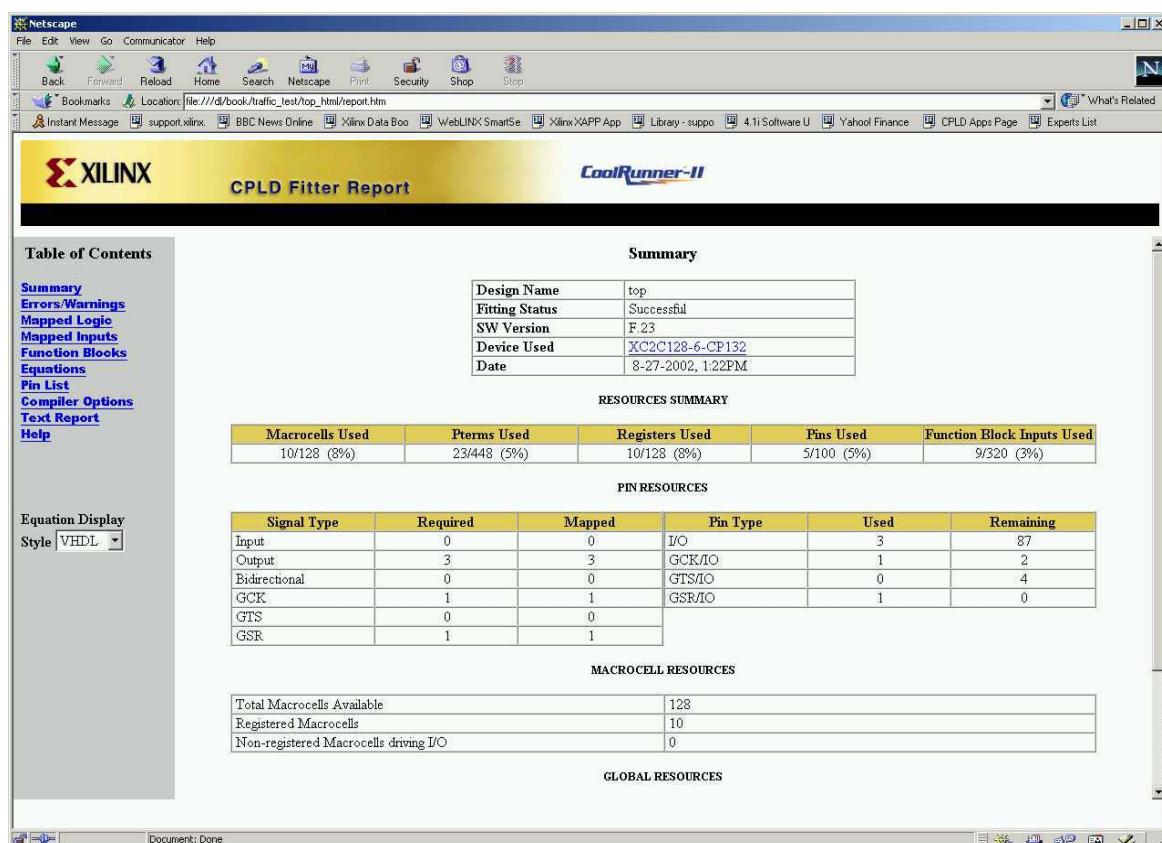 Netscape
File Edit View Go Communicator Help
Back Forward Reload Home Search Netscape Print Security Shop Stop
My
N
Bookmarks Location: file:///d|/book/traffic_test/top_html/report.htm What's Related
Instant Message support.xilinx. BBC News Online Xilinx Data Boo WebLINX SmartSe Xilinx XAPP App Library - suppo 4.1i Software U Yahoo! Finance CPLD Apps Page Experts List
XILINX CPLD Fitter Report CoolRunner-II
Table of Contents
Summary
Errors/Warnings
Mapped Logic
Mapped Inputs
Function Blocks
Equations
Pin List
Compiler Options
Text Report
Help
Equation Display
Style VHDL
Summary
Design Name top
Fitting Status Successful
SW Version F.23
Device Used XC2C128-6-CP132
Date 8-27-2002, 1:22PM
RESOURCES SUMMARY
Macrocells Used Pterms Used Registers Used Pins Used Function Block Inputs Used
10/128 (8%) 23/448 (5%) 10/128 (8%) 5/100 (5%) 9/320 (3%)
PIN RESOURCES
Signal Type Required Mapped Pin Type Used Remaining
Input 0 0 I/O 3 87
Output 3 3 GCK/IO 1 2
Bidirectional 0 0 GTS/IO 0 4
GCK 1 1 GSR/IO 1 0
GTS 0 0
GSR 1 1
MACROCELL RESOURCES
Total Macrocells Available 128
Registered Macrocells 10
Non-registered Macrocells driving I/O 0
GLOBAL RESOURCES
Document: Done